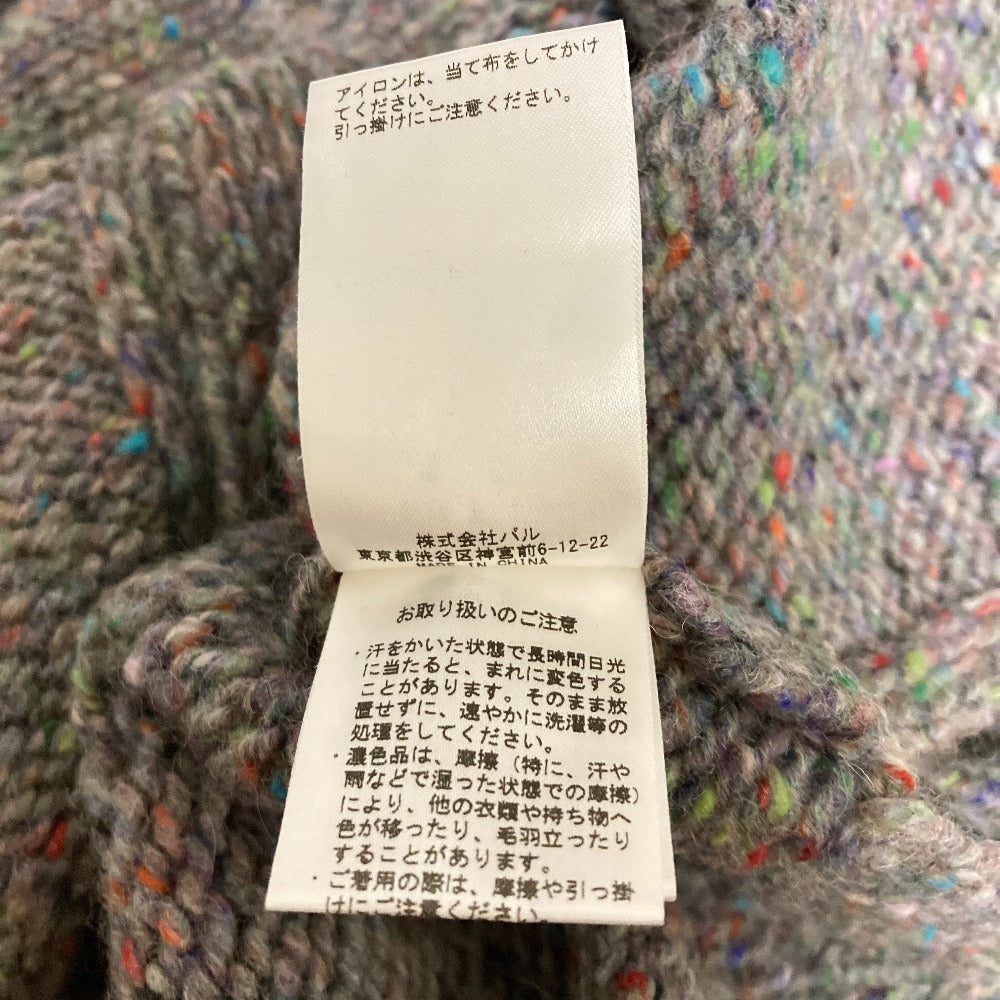 アイロンは、当て布をしてかけ
てください。
引っ掛けにご注意ください。
株式会社パル
東京都渋谷区神宮前6-12-22
MADE IN CHINA
お取り扱いのご注意
・汗をかいた状態で長時間日光
に当たると、まれに変色する
ことがあります。そのまま放
置せずに、速やかに洗濯等の
処理をしてください。
・濃色品は、摩擦（特に、汗や
雨などで湿った状態での摩擦）
により、他の衣類や持ち物へ
色が移ったり、毛羽立ったり
することがあります。
・ご着用の際は、摩擦や引っ掛
けにご注意ください。